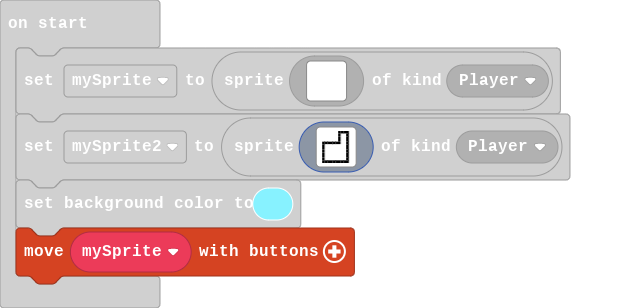 on start
set mySprite to sprite of kind Player
set mySprite2 to sprite of kind Player
set background color to
move mySprite with buttons